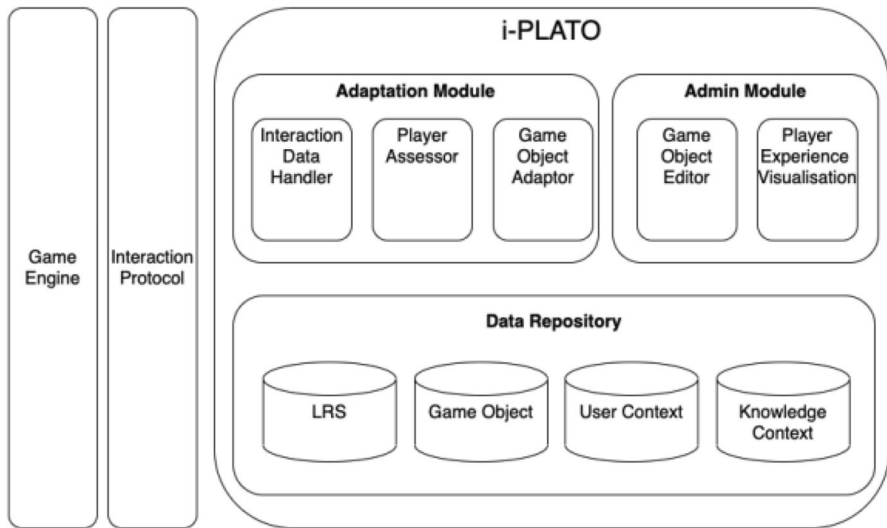 i-PLATO
Adaptation Module
Admin Module
Interaction
Data
Handler
Player
Assessor
Game
Object
Adaptor
Game
Object
Editor
Player
Experience
Visualisation
Game
Engine
Interaction
Protocol
Data Repository
LRS
Game Object
User Context
Knowledge
Context